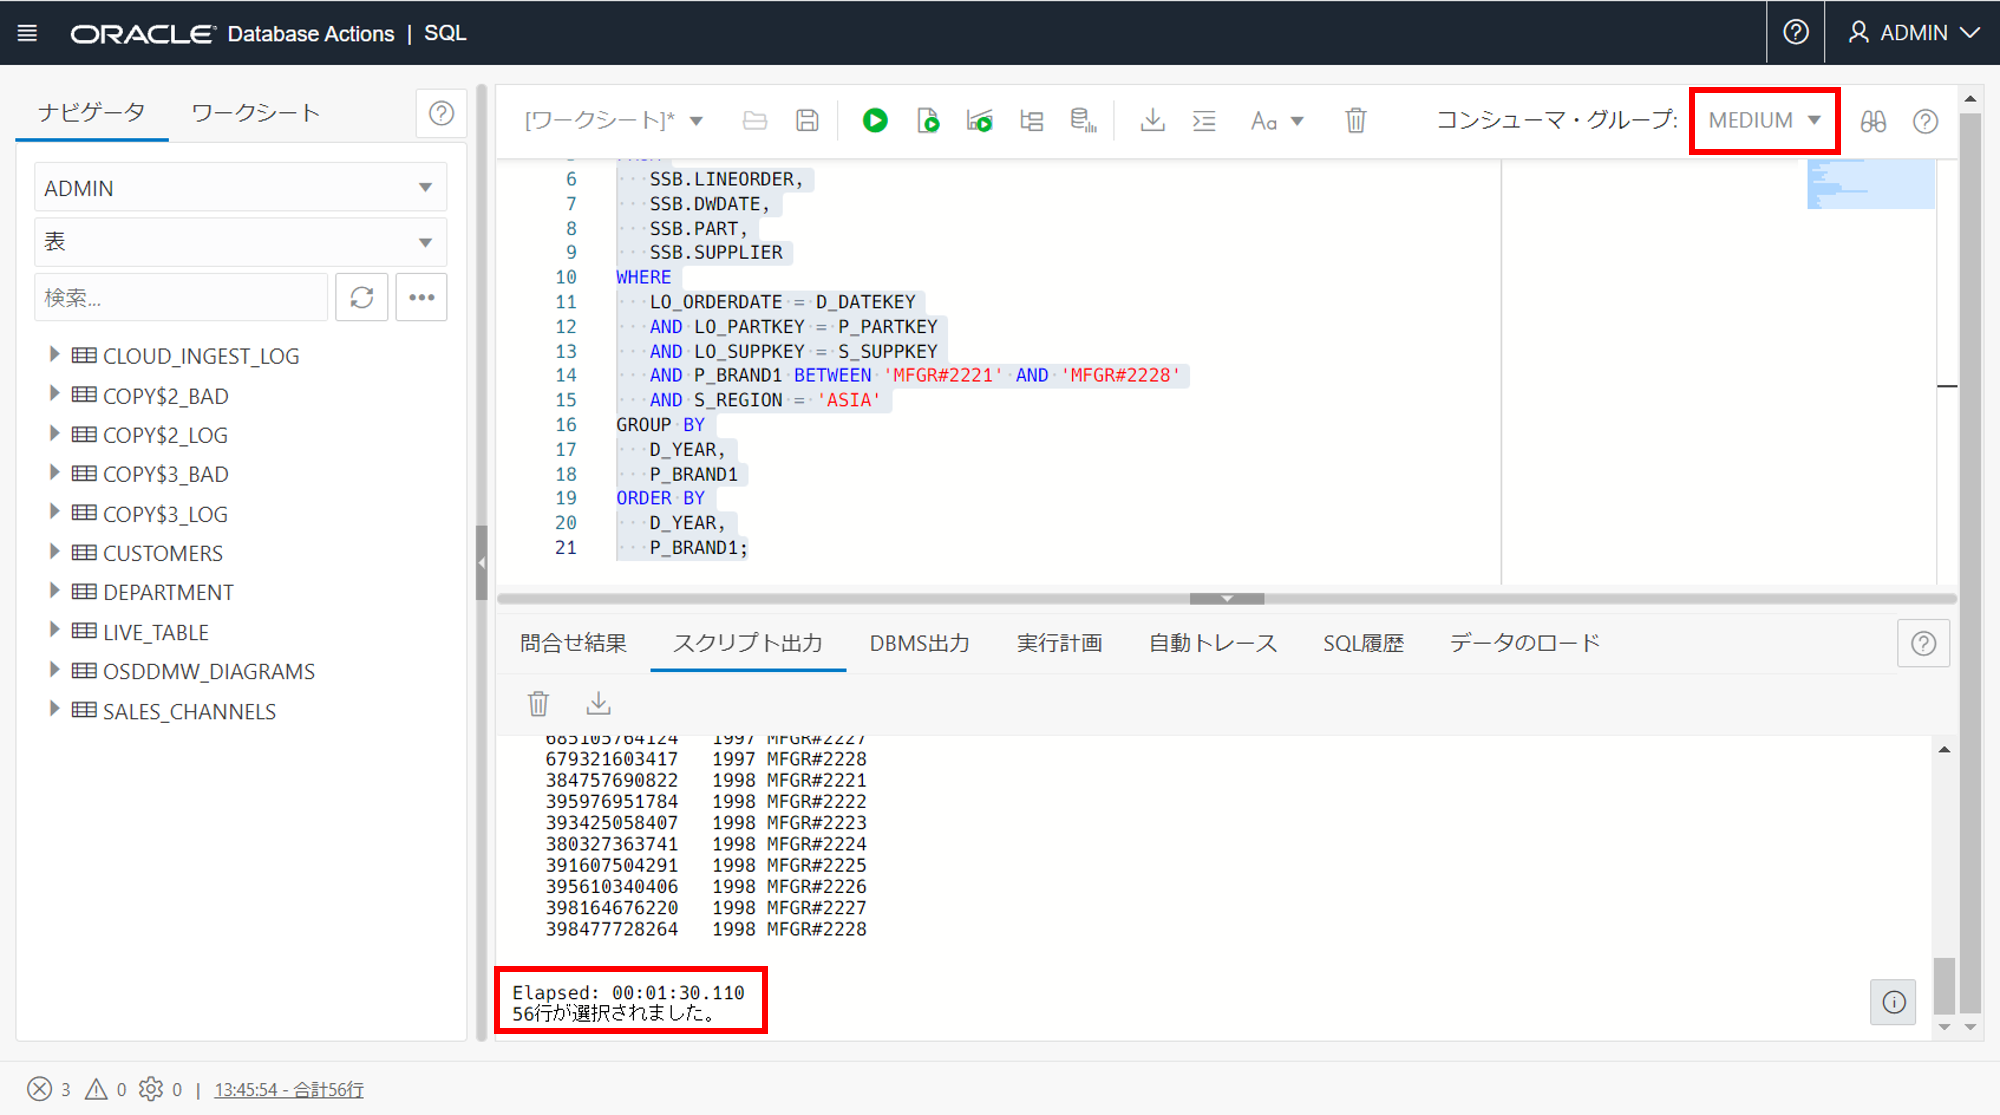 ORACLE Database Actions | SQL
ADMIN
ナビゲータ
ワークシート
[ワークシート]*
Aa
コンシューマ・グループ:
MEDIUM
ADMIN
表
検索...
CLOUD_INGEST_LOG
COPY$2_BAD
COPY$2_LOG
COPY$3_BAD
COPY$3_LOG
CUSTOMERS
DEPARTMENT
LIVE_TABLE
OSDDMW_DIAGRAMS
SALES_CHANNELS
6 SSB.LINEORDER,
7 SSB.DWDATE,
8 SSB.PART,
9 SSB.SUPPLIER
10 WHERE
11 LO_ORDERDATE = D_DATEKEY
12 AND LO_PARTKEY = P_PARTKEY
13 AND LO_SUPPKEY = S_SUPPKEY
14 AND P_BRAND1 BETWEEN 'MFGR#2221' AND 'MFGR#2228'
15 AND S_REGION = 'ASIA'
16 GROUP BY
17 D_YEAR,
18 P_BRAND1
19 ORDER BY
20 D_YEAR,
21 P_BRAND1;
問合せ結果
スクリプト出力
DBMS出力
実行計画
自動トレース
SQL履歴
データのロード
685105764124 1997 MFGR#2227
679321603417 1997 MFGR#2228
384757690822 1998 MFGR#2221
395976951784 1998 MFGR#2222
393425058407 1998 MFGR#2223
380327363741 1998 MFGR#2224
391607504291 1998 MFGR#2225
395610340406 1998 MFGR#2226
398164676220 1998 MFGR#2227
398477728264 1998 MFGR#2228
Elapsed: 00:01:30.110
56行が選択されました。
3 0 0 | 13:45:54 - 合計56行